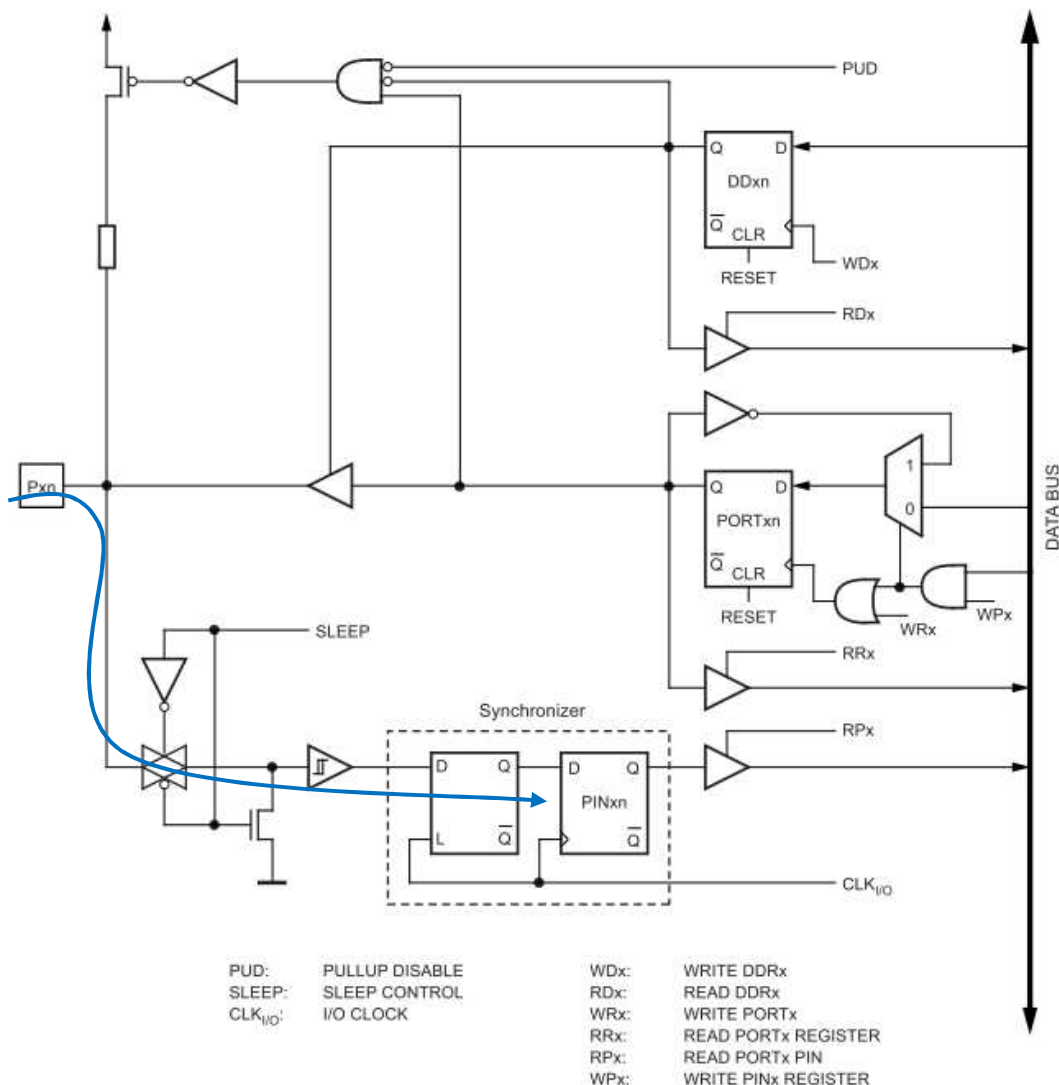 PUD
Q D
DDxn
Q
CLR
RESET
WDx
RDx
Pxn
1
0
Q D
PORTxn
Q
CLR
RESET
WRx
WPx
DATA BUS
SLEEP
RRx
Synchronizer
RPx
D Q
L Q
D Q
PINxn
Q
CLK I/O
PUD: PULLUP DISABLE
SLEEP: SLEEP CONTROL
CLK I/O: I/O CLOCK
WDx: WRITE DDRx
RDx: READ DDRx
WRx: WRITE PORTx
RRx: READ PORTx REGISTER
RPx: READ PORTx PIN
WPx: WRITE PINx REGISTER